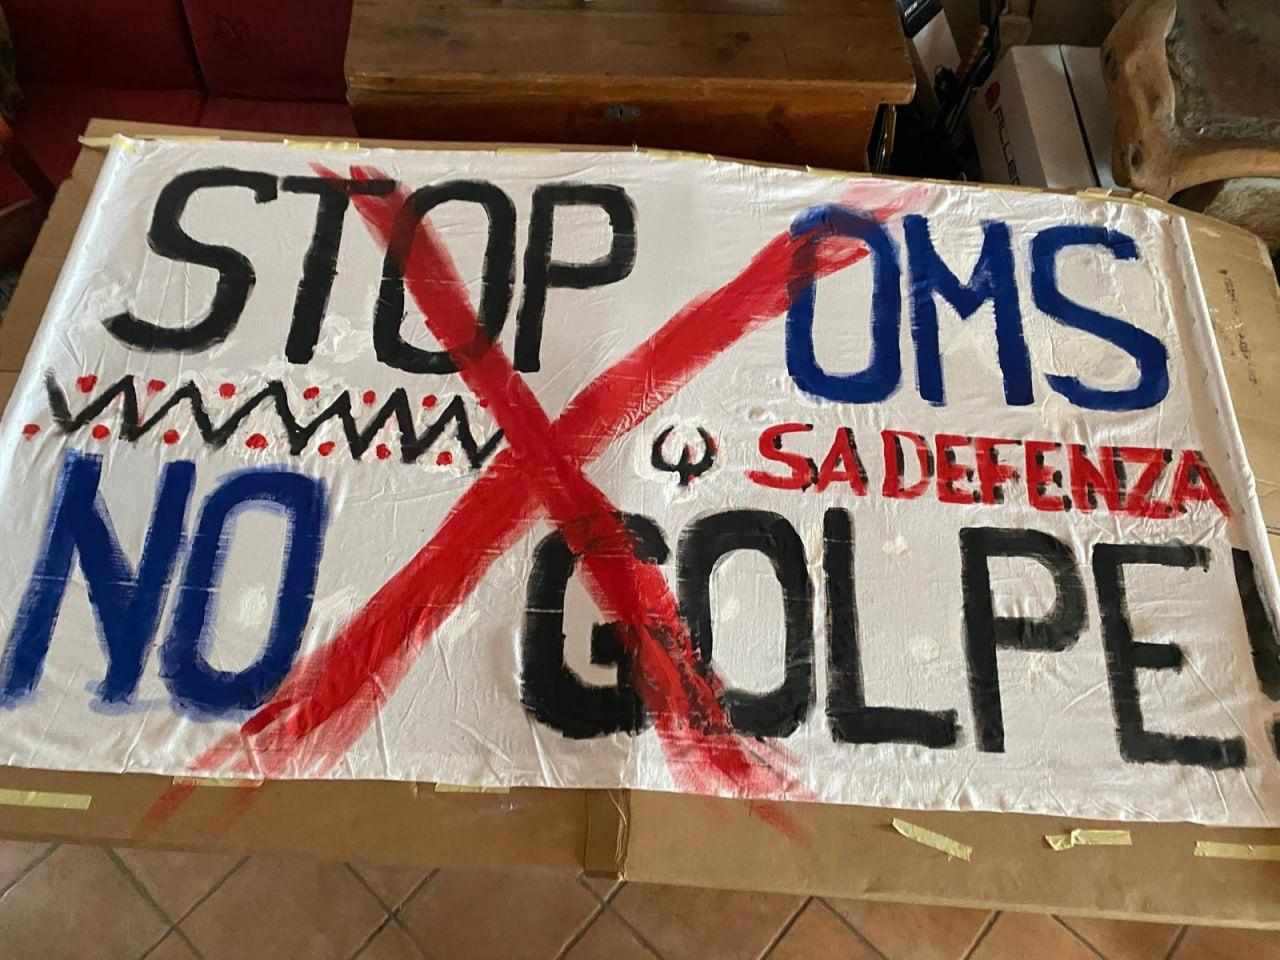 STOP OMS
SA DEFENZA
NO GOLPE!